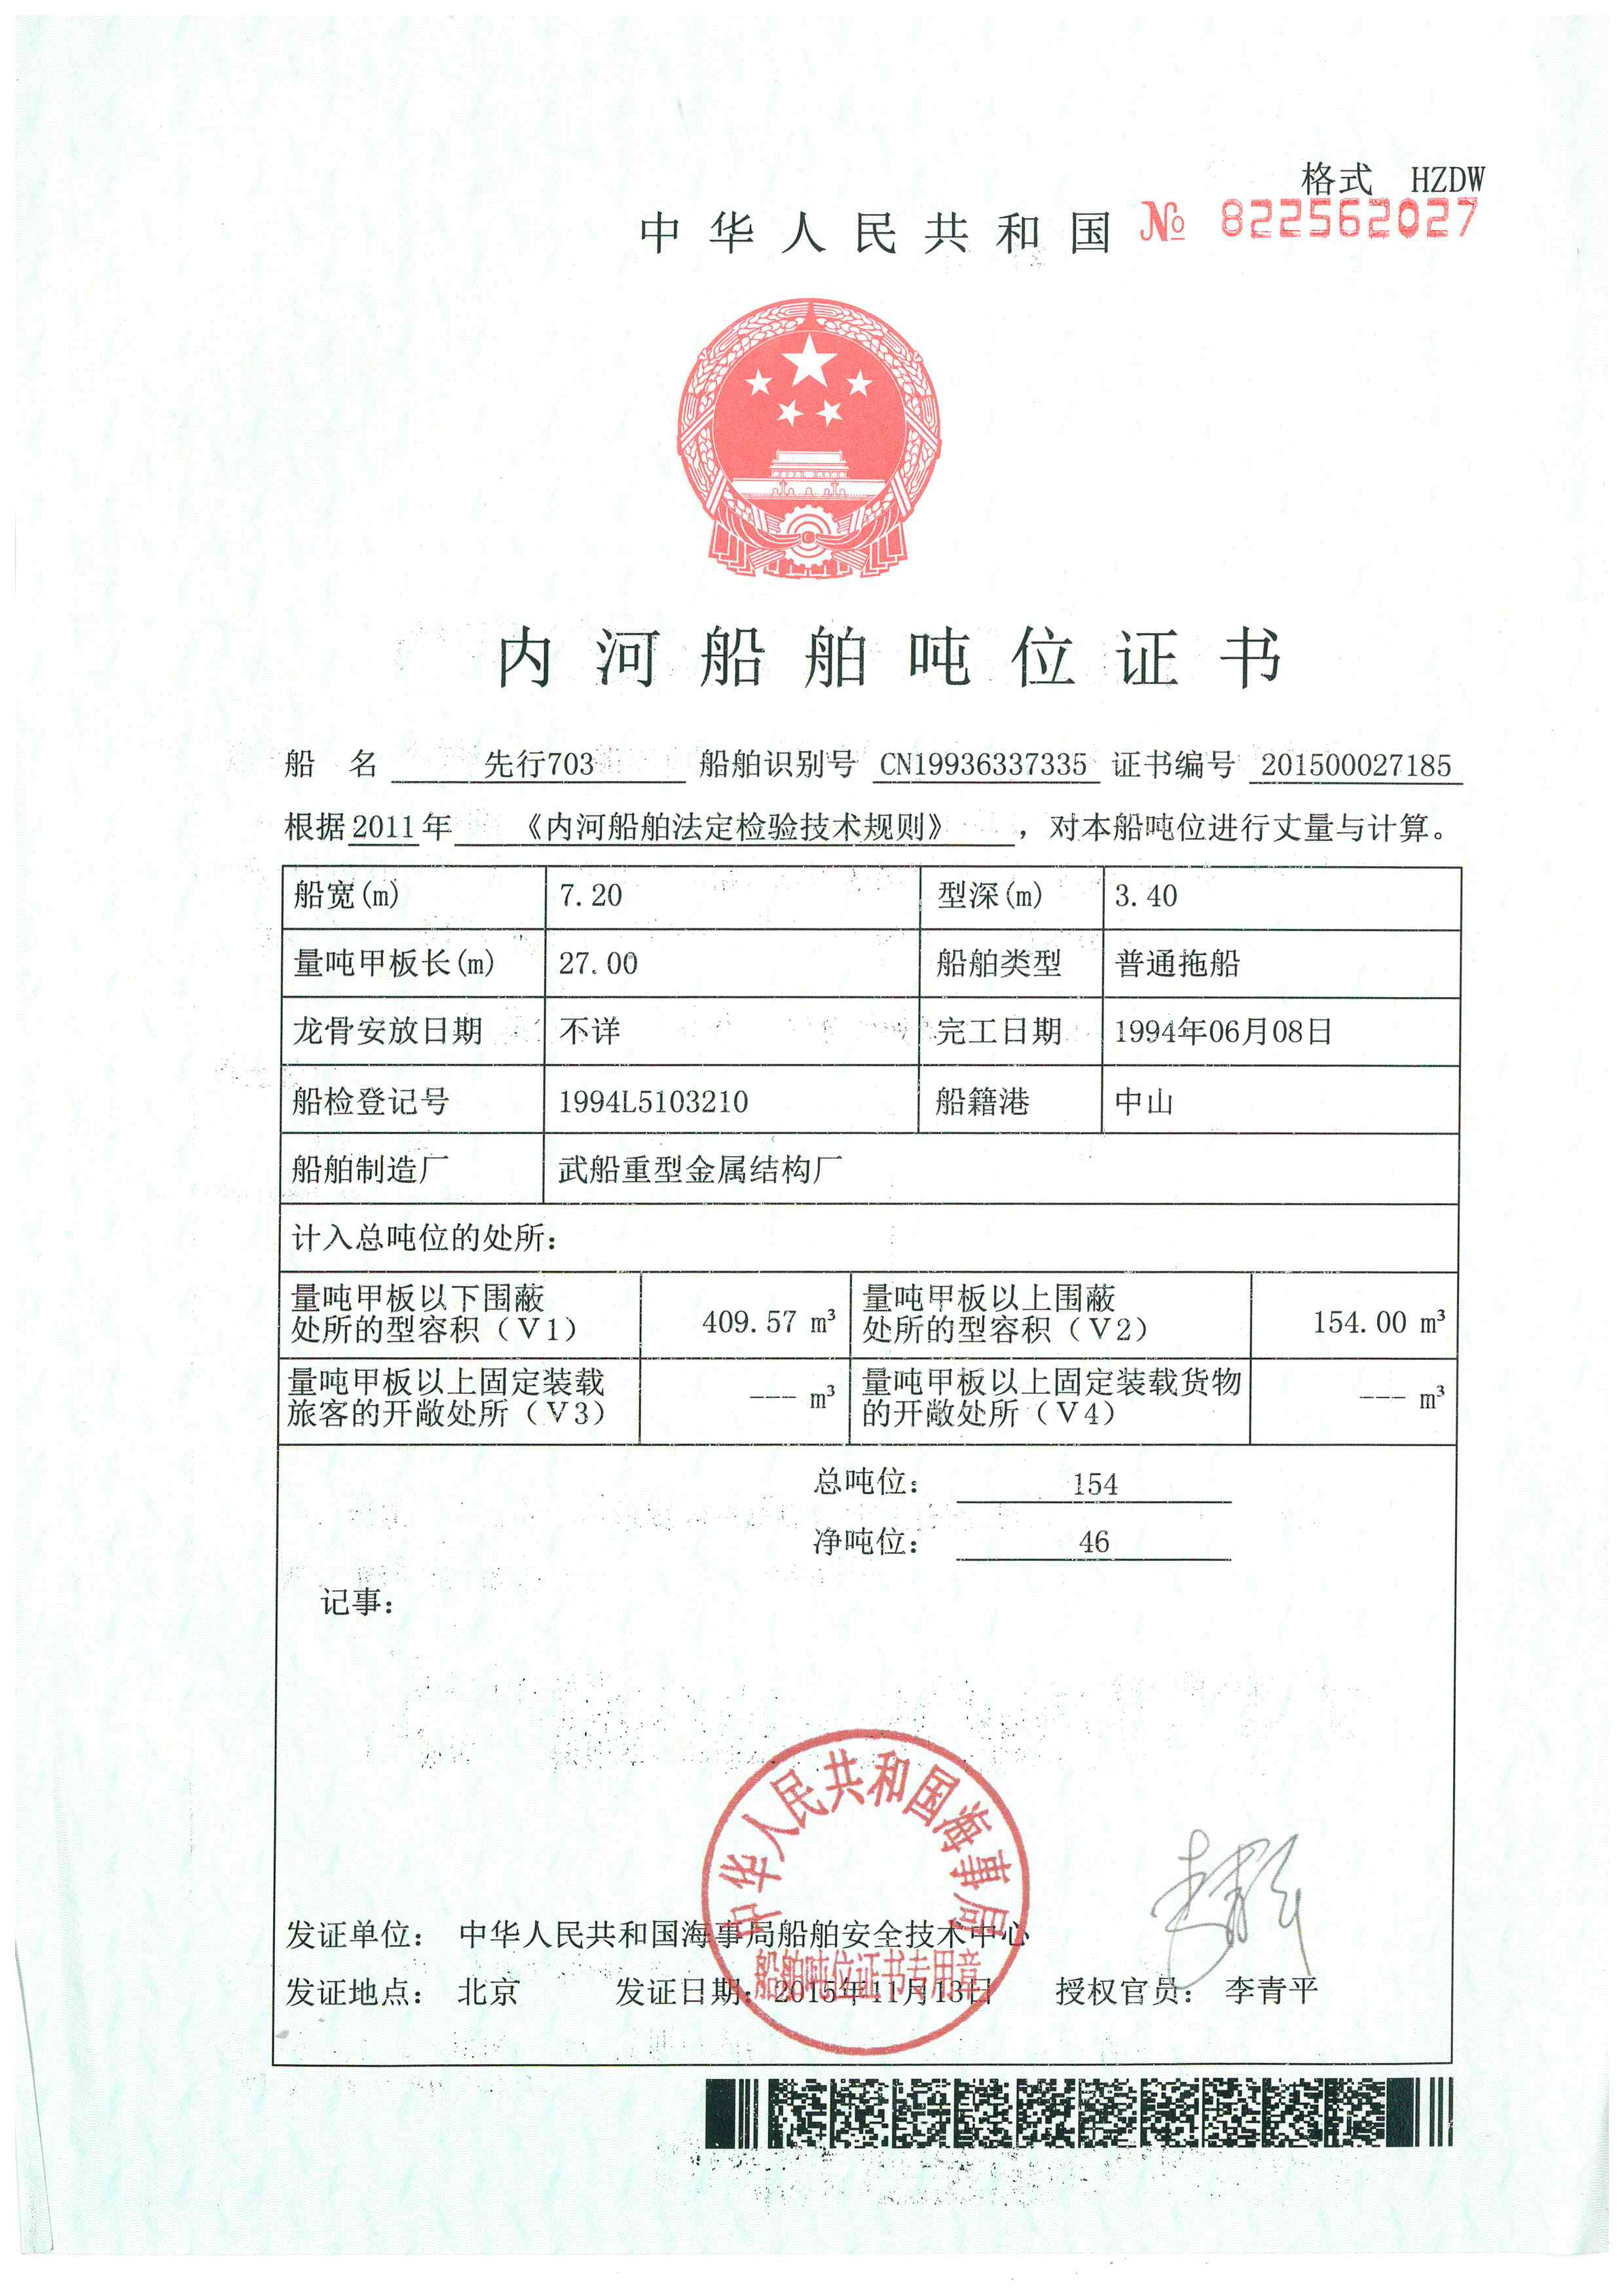 格式 HZDW
中华人民共和国 № 822562027
内河船舶吨位证书
船 名 先行703 船舶识别号 CN19936337335 证书编号 201500027185
根据2011年 《内河船舶法定检验技术规则》 ，对本船吨位进行丈量与计算。
船宽(m) 7.20 型深(m) 3.40
量吨甲板长(m) 27.00 船舶类型 普通拖船
龙骨安放日期 不详 完工日期 1994年06月08日
船检登记号 1994L5103210 船籍港 中山
船舶制造厂 武船重型金属结构厂
计入总吨位的处所：
量吨甲板以下围蔽
处所的型容积（V1） 409.57 m³
量吨甲板以上围蔽
处所的型容积（V2） 154.00 m³
量吨甲板以上固定装载
旅客的开敞处所（V3） --- m³
量吨甲板以上固定装载货物
的开敞处所（V4） --- m³
总吨位： 154
净吨位： 46
记事：
中华人民共和国海事局
船舶吨位证书专用章
发证单位： 中华人民共和国海事局船舶安全技术中心
发证地点： 北京 发证日期： 2015年11月13日 授权官员： 李青平